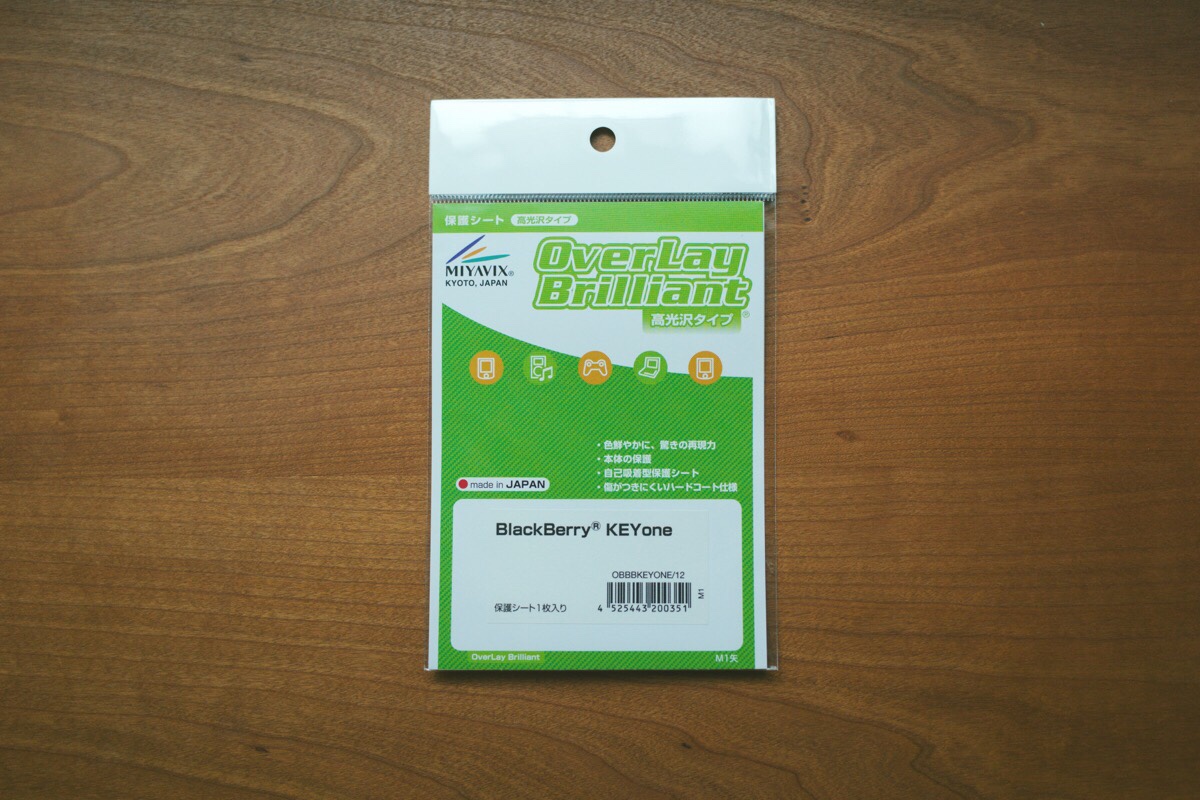 保護シート 高光沢タイプ
MIYAVIX®
KYOTO, JAPAN
OverLay
Brilliant®
高光沢タイプ
・色鮮やかに、驚きの再現力
・本体の保護
・自己吸着型保護シート
・傷がつきにくいハードコート仕様
made in JAPAN
BlackBerry® KEYone
OBBBKEYONE/12
保護シート1枚入り
4 525443 200351
M1
OverLay Brilliant
M1矢